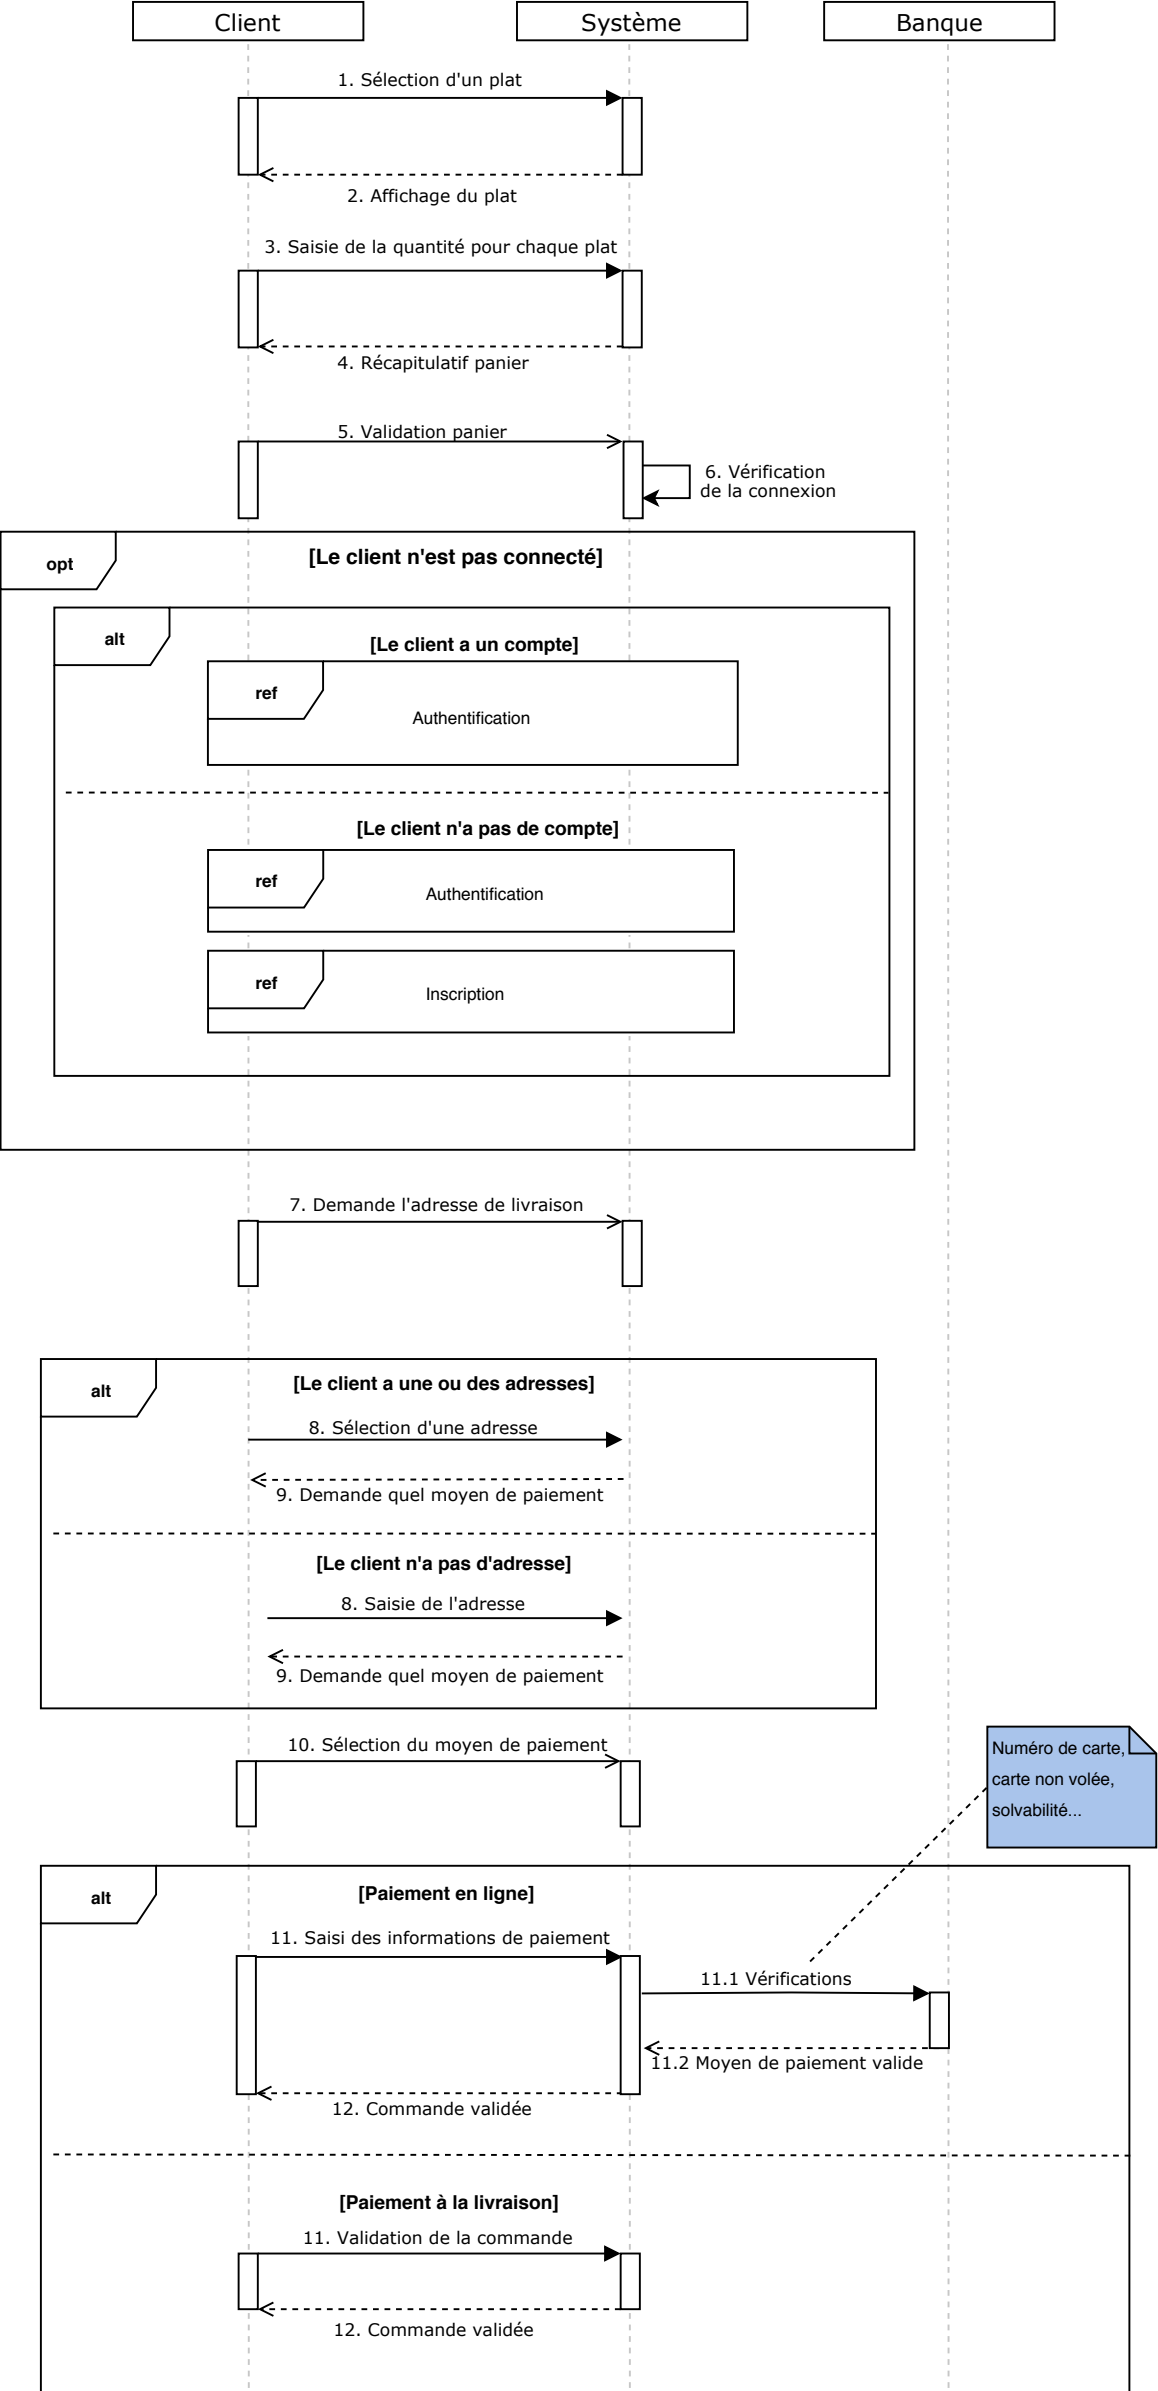 Client
Système
Banque
1. Sélection d'un plat
2. Affichage du plat
3. Saisie de la quantité pour chaque plat
4. Récapitulatif panier
5. Validation panier
6. Vérification
de la connexion
opt
[Le client n'est pas connecté]
alt
[Le client a un compte]
ref
Authentification
[Le client n'a pas de compte]
ref
Authentification
ref
Inscription
7. Demande l'adresse de livraison
alt
[Le client a une ou des adresses]
8. Sélection d'une adresse
9. Demande quel moyen de paiement
[Le client n'a pas d'adresse]
8. Saisie de l'adresse
9. Demande quel moyen de paiement
10. Sélection du moyen de paiement
Numéro de carte,
carte non volée,
solvabilité...
alt
[Paiement en ligne]
11. Saisi des informations de paiement
11.1 Vérifications
11.2 Moyen de paiement valide
12. Commande validée
[Paiement à la livraison]
11. Validation de la commande
12. Commande validée